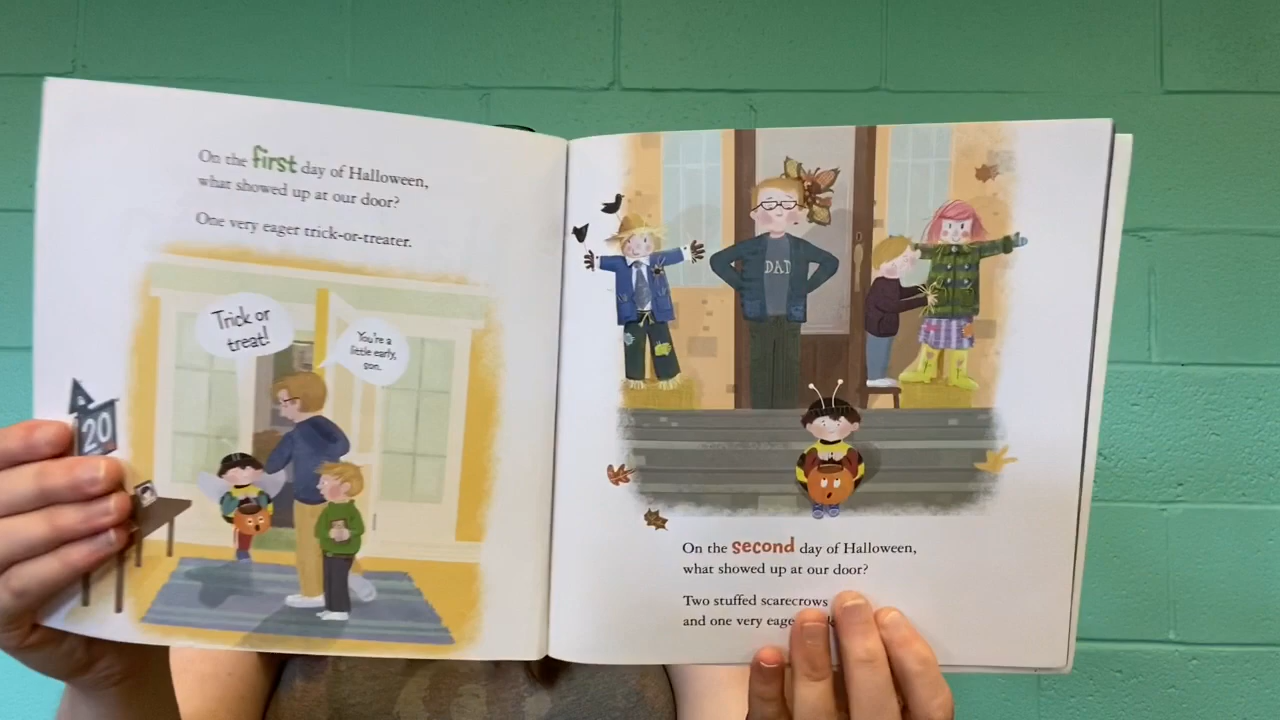 On the first day of Halloween,
what showed up at our door?
One very eager trick-or-treater.
Trick or
treat!
You're a
little early,
son.
20
DAD
On the second day of Halloween,
what showed up at our door?
Two stuffed scarecrows
and one very